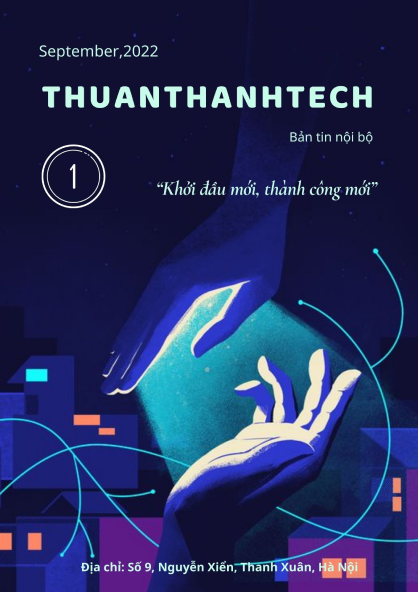 September,2022
THUANTHANHTECH
Bản tin nội bộ
1
“Khởi đầu mới, thành công mới”
Địa chỉ: Số 9, Nguyễn Xiển, Thanh Xuân, Hà Nội